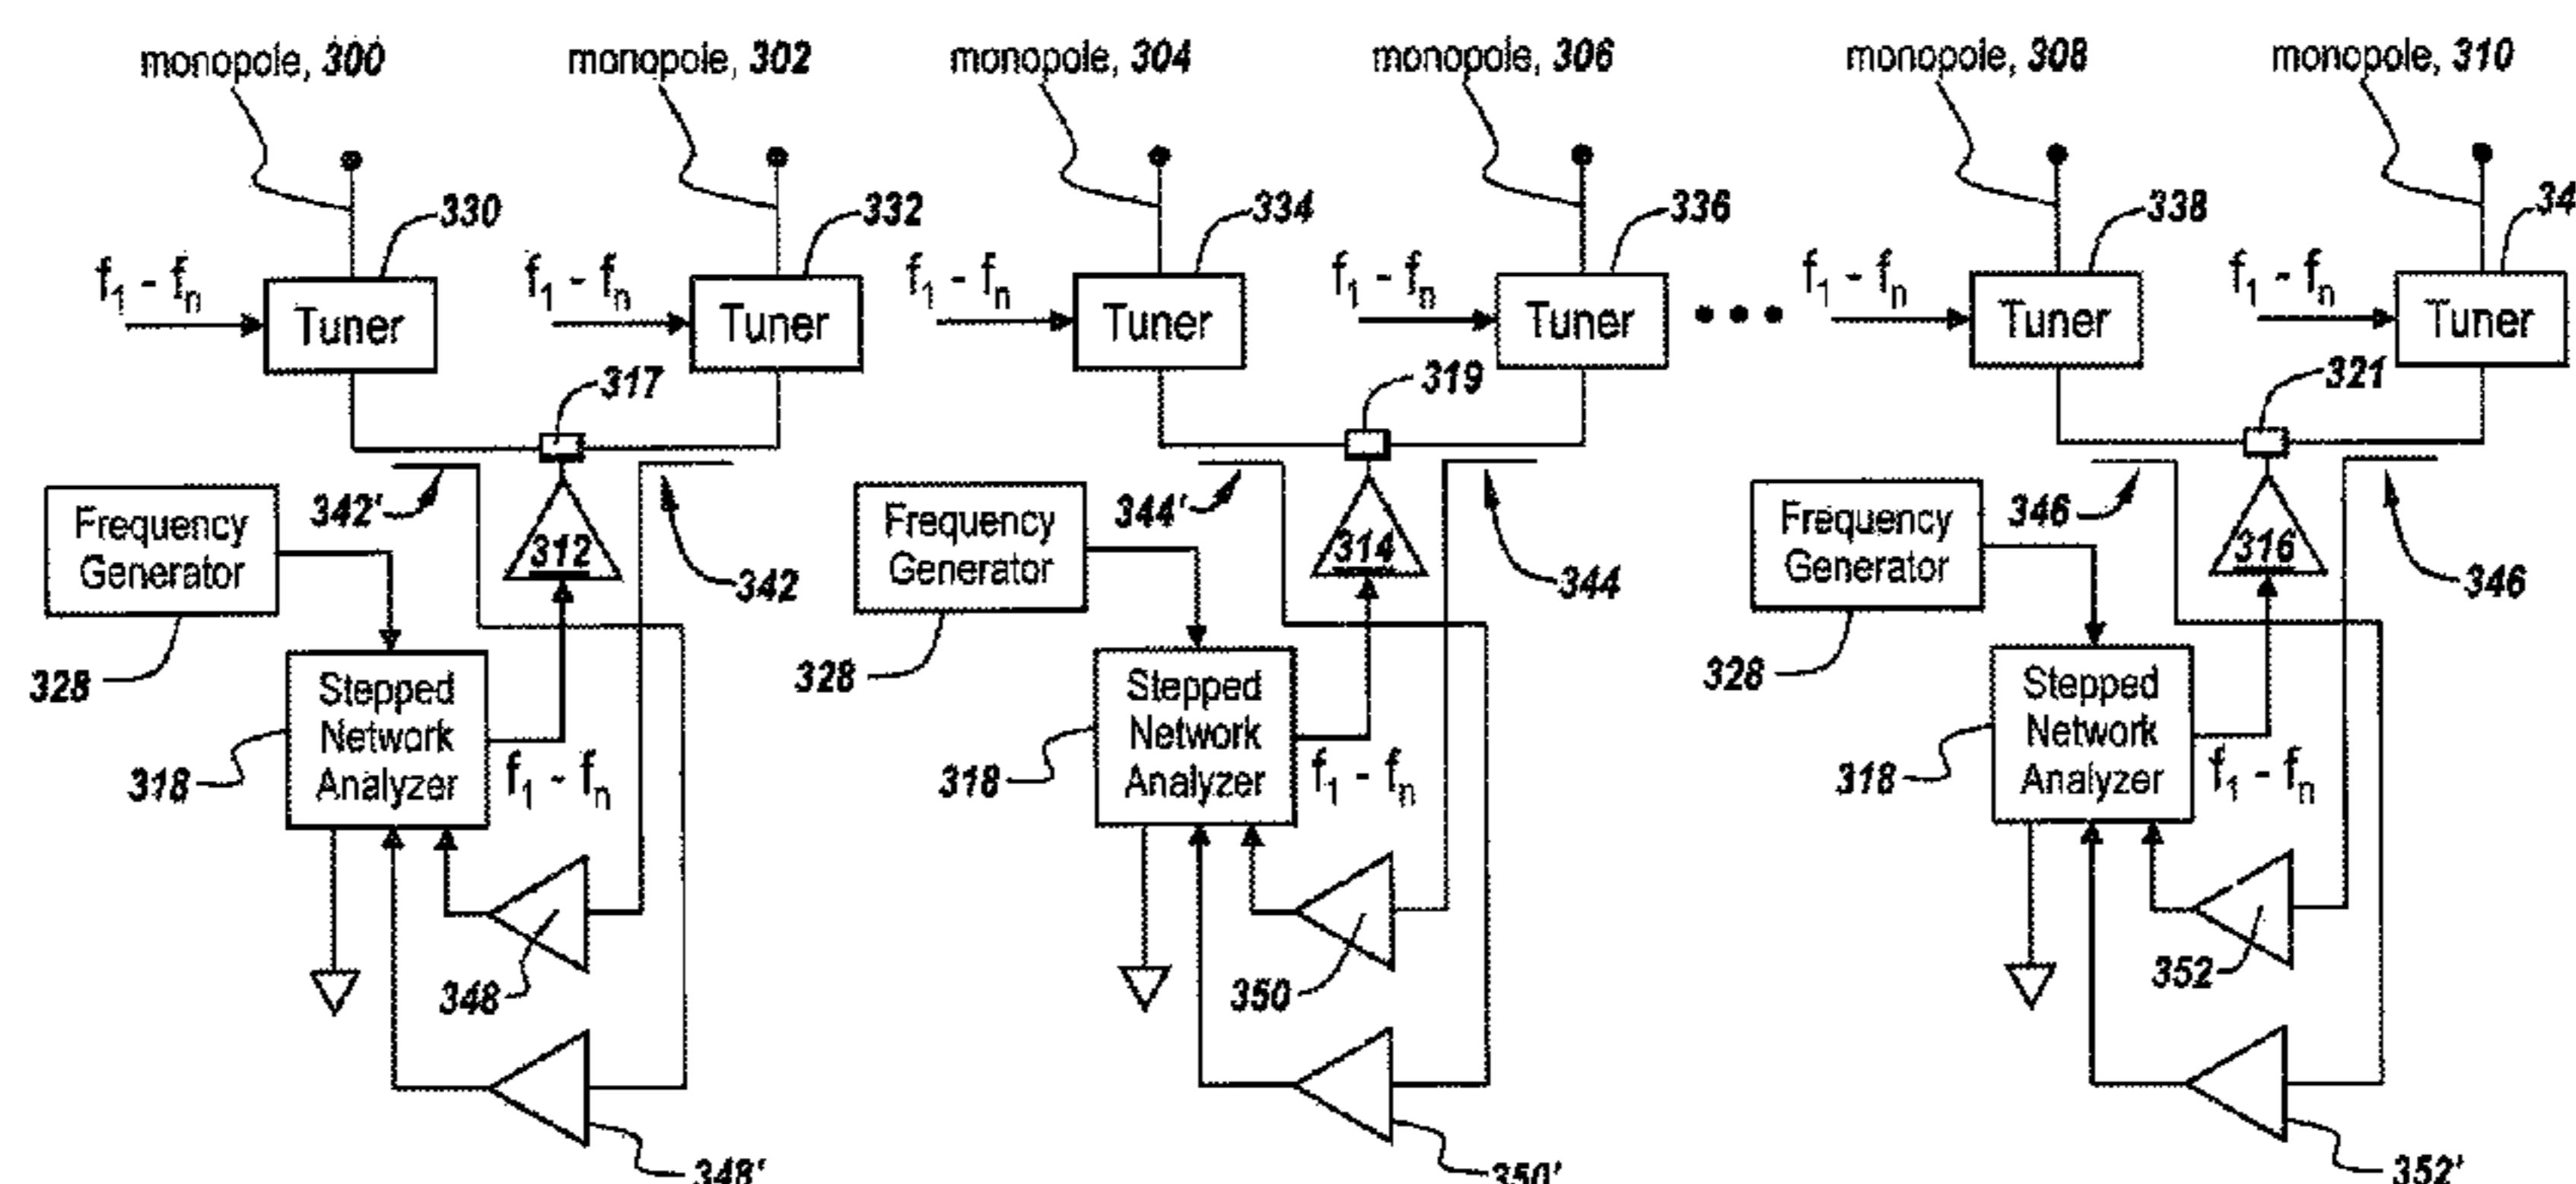 monopole, 300
monopole, 302
monopole, 304
monopole, 306
monopole, 308
monopole, 310
330
332
334
336
338
34
f1 - fn
Tuner
f1 - fn
Tuner
f1 - fn
Tuner
f1 - fn
Tuner
f1 - fn
Tuner
f1 - fn
Tuner
317
319
321
342'
342
344'
344
346
346
Frequency
Generator
312
Frequency
Generator
314
Frequency
Generator
316
328
328
328
Stepped
Network
Analyzer
318
f1 - fn
Stepped
Network
Analyzer
318
f1 - fn
Stepped
Network
Analyzer
318
f1 - fn
348
350
352
348'
350'
352'